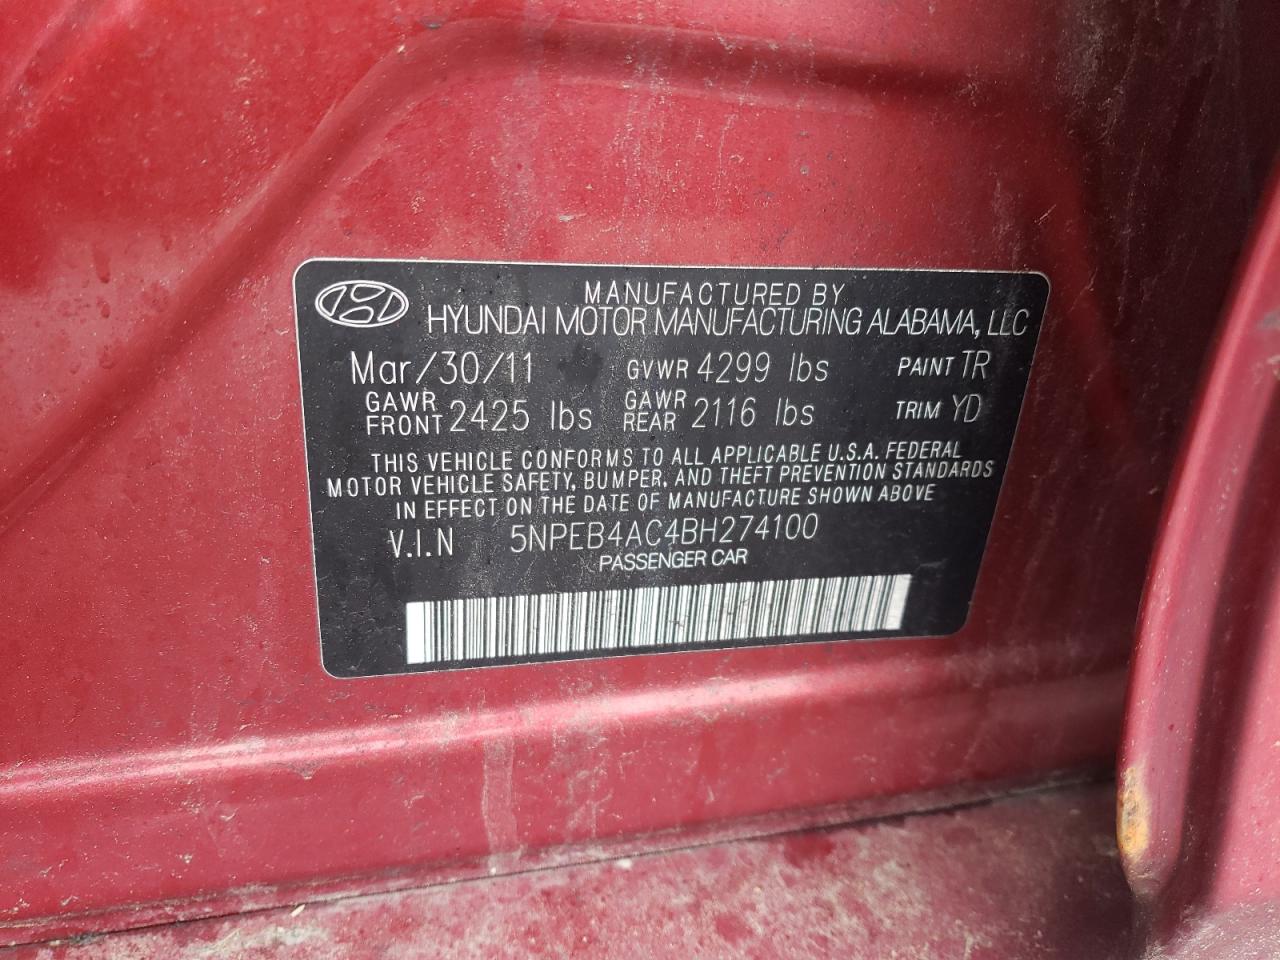 MANUFACTURED BY
HYUNDAI MOTOR MANUFACTURING ALABAMA, LLC
Mar/30/11 GVWR 4299 lbs PAINT TR
GAWR FRONT 2425 lbs GAWR REAR 2116 lbs TRIM YD
THIS VEHICLE CONFORMS TO ALL APPLICABLE U.S.A. FEDERAL
MOTOR VEHICLE SAFETY, BUMPER, AND THEFT PREVENTION STANDARDS
IN EFFECT ON THE DATE OF MANUFACTURE SHOWN ABOVE
V.I.N 5NPEB4AC4BH274100
PASSENGER CAR